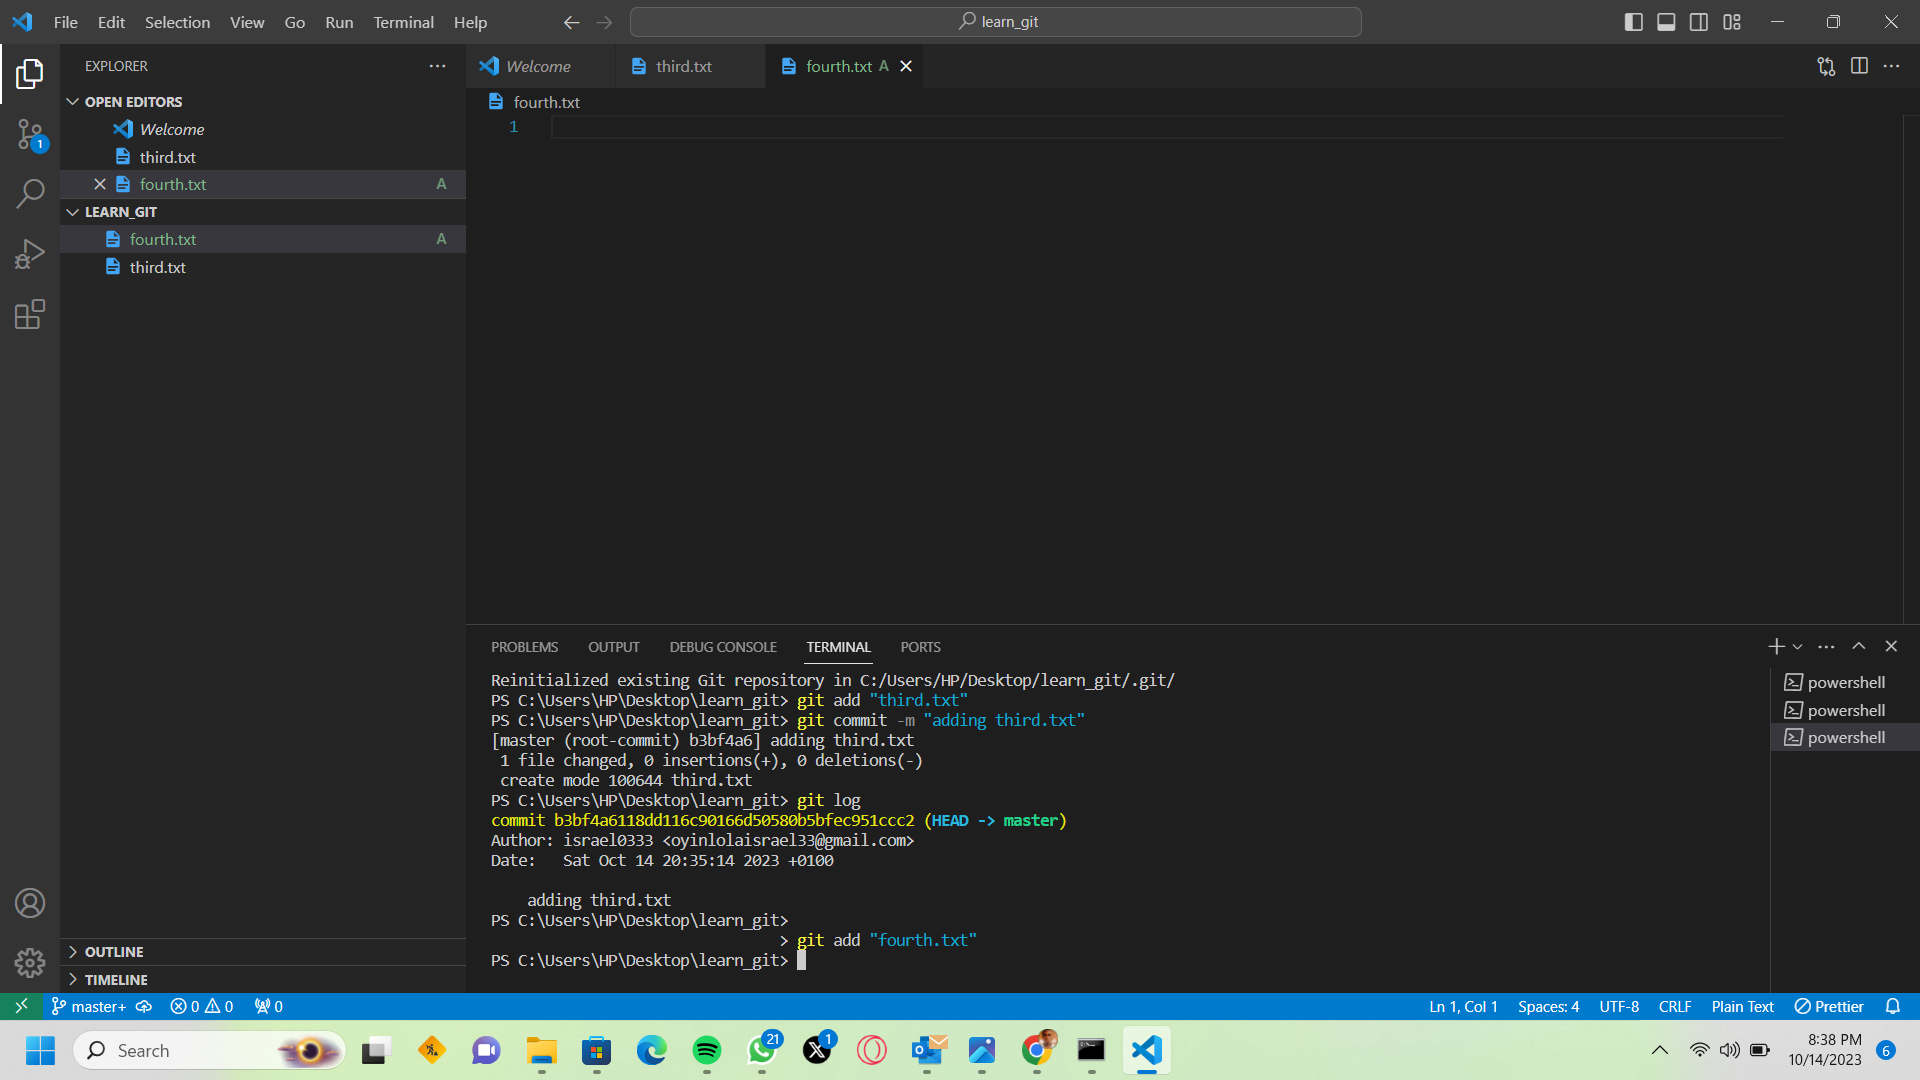 File Edit Selection View Go Run Terminal Help
learn_git
EXPLORER
OPEN EDITORS
Welcome
third.txt
fourth.txt A
LEARN_GIT
fourth.txt A
third.txt
OUTLINE
TIMELINE
1
Welcome third.txt fourth.txt A
fourth.txt
1
PROBLEMS OUTPUT DEBUG CONSOLE TERMINAL PORTS
Reinitialized existing Git repository in C:/Users/HP/Desktop/learn_git/.git/
PS C:\Users\HP\Desktop\learn_git> git add "third.txt"
PS C:\Users\HP\Desktop\learn_git> git commit -m "adding third.txt"
[master (root-commit) b3bf4a6] adding third.txt
 1 file changed, 0 insertions(+), 0 deletions(-)
 create mode 100644 third.txt
PS C:\Users\HP\Desktop\learn_git> git log
commit b3bf4a6118dd116c90166d50580b5bfec951ccc2 (HEAD -> master)
Author: israel0333 <oyinlolaisrael33@gmail.com>
Date:   Sat Oct 14 20:35:14 2023 +0100
    adding third.txt
PS C:\Users\HP\Desktop\learn_git>
> git add "fourth.txt"
PS C:\Users\HP\Desktop\learn_git>
powershell
powershell
powershell
master+ 0 0 0 Ln 1, Col 1 Spaces: 4 UTF-8 CRLF Plain Text Prettier
Search 21 1 8:38 PM
10/14/2023 6